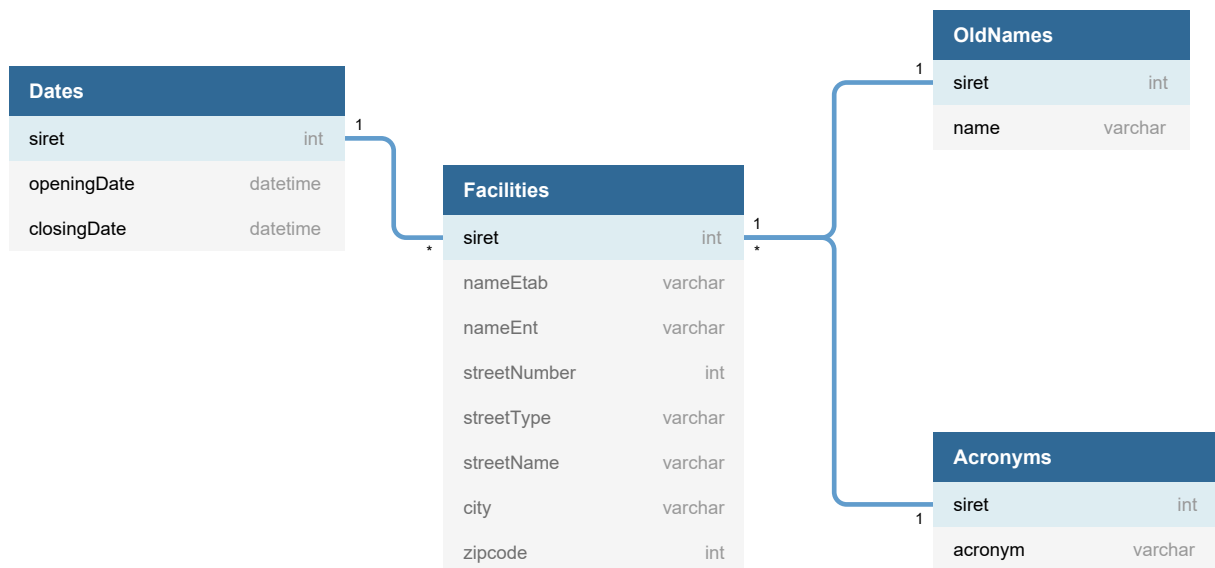 Dates
siret int
openingDate datetime
closingDate datetime
1
*
Facilities
siret int
nameEtab varchar
nameEnt varchar
streetNumber int
streetType varchar
streetName varchar
city varchar
zipcode int
1
*
1
OldNames
siret int
name varchar
1
Acronyms
siret int
acronym varchar